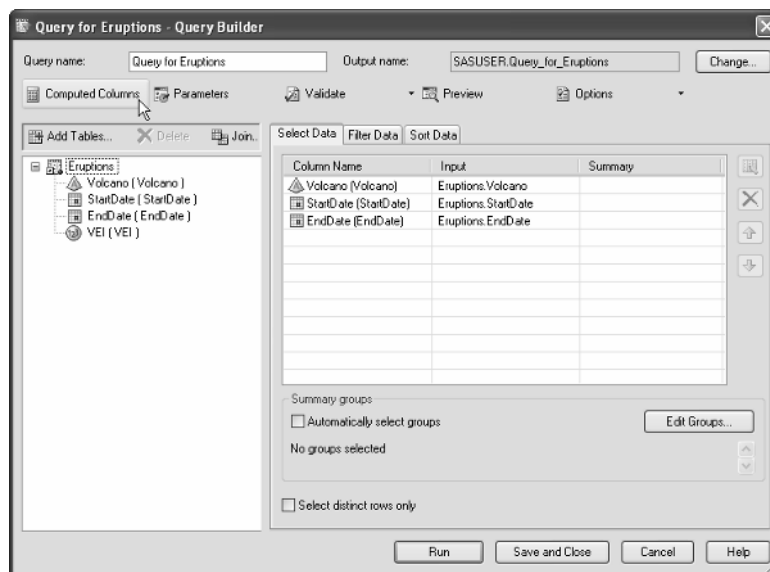 Query for Eruptions - Query Builder
Query name: Query for Eruptions Output name: SASUSER.Query_for_Eruptions Change...
Computed Columns Parameters Validate Preview Options
Add Tables... Delete Join.. Select Data Filter Data Sort Data
Eruptions
Volcano ( Volcano )
StartDate ( StartDate )
EndDate ( EndDate )
VEI ( VEI )
Column Name Input Summary
Volcano (Volcano) Eruptions.Volcano
StartDate (StartDate) Eruptions.StartDate
EndDate (EndDate) Eruptions.EndDate
Summary groups
Automatically select groups Edit Groups...
No groups selected
Select distinct rows only
Run Save and Close Cancel Help